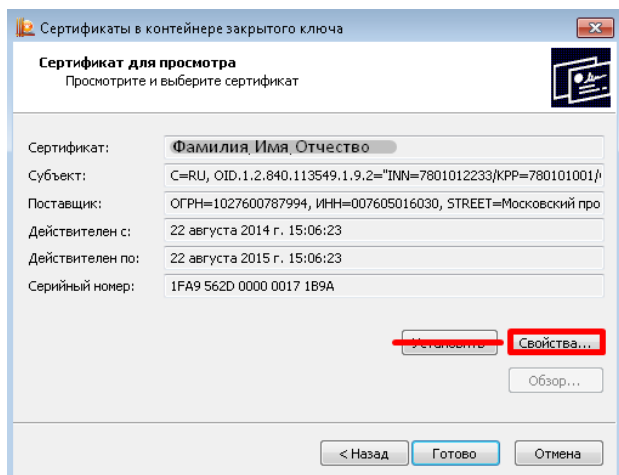 Сертификаты в контейнере закрытого ключа
Сертификат для просмотра
Просмотрите и выберите сертификат
Сертификат: Фамилия, Имя, Отчество
Субъект: C=RU, OID.1.2.840.113549.1.9.2="INN=7801012233/KPP=780101001/
Поставщик: ОГРН=1027600787994, ИНН=007605016030, STREET=Московский про
Действителен с: 22 августа 2014 г. 15:06:23
Действителен по: 22 августа 2015 г. 15:06:23
Серийный номер: 1FA9 562D 0000 0017 1B9A
Установить Свойства...
Обзор...
< Назад Готово Отмена